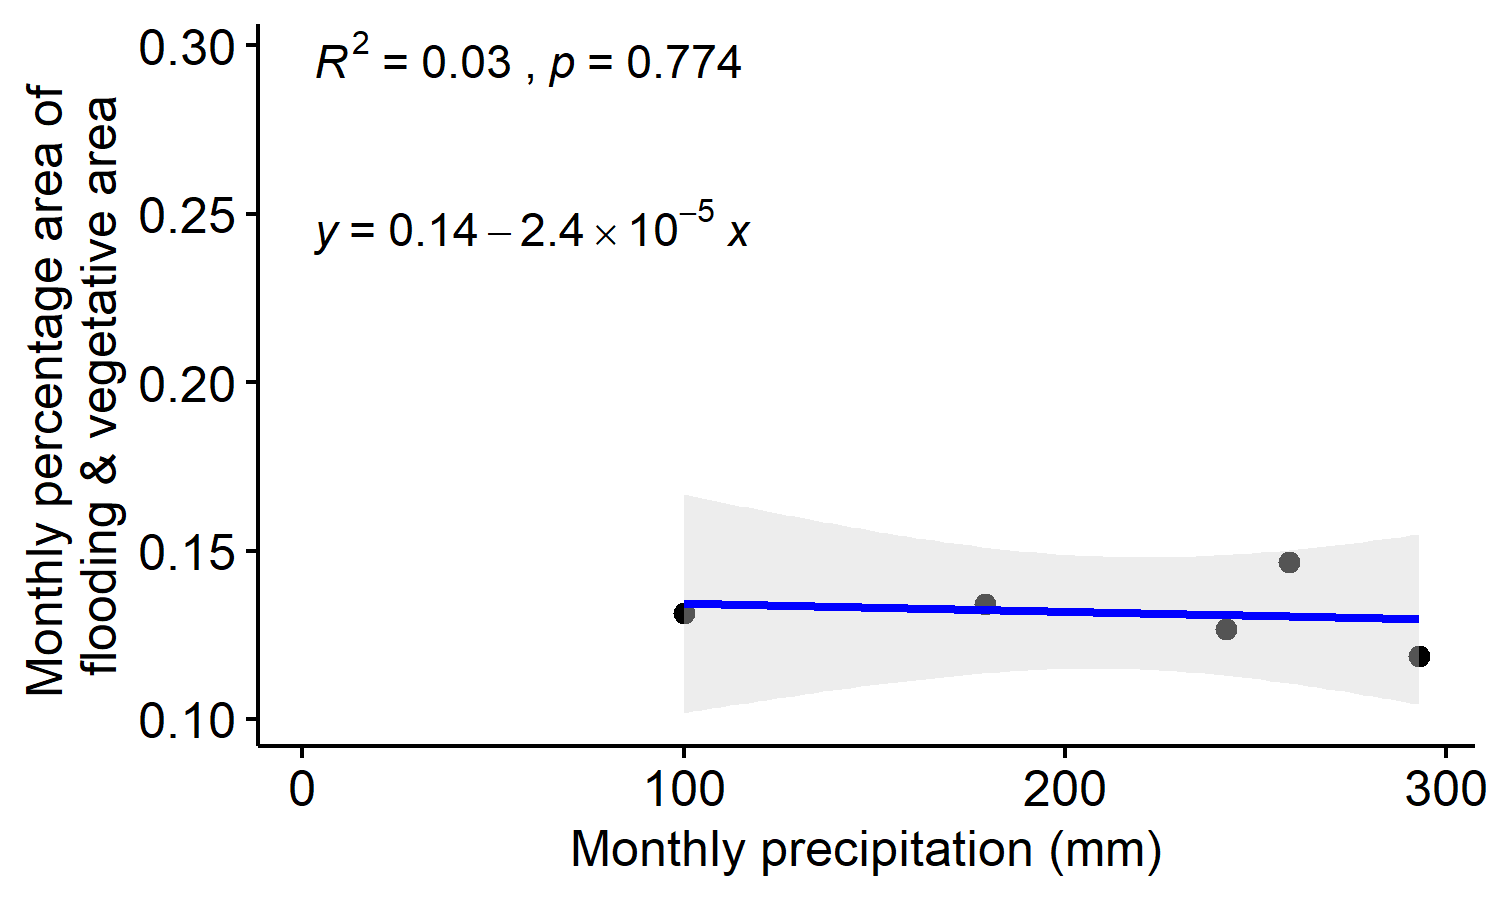 Monthly percentage area of
flooding & vegetative area
0.30
0.25
0.20
0.15
0.10
R² = 0.03 , p = 0.774
y = 0.14 − 2.4 × 10⁻⁵ x
0 100 200 300
Monthly precipitation (mm)